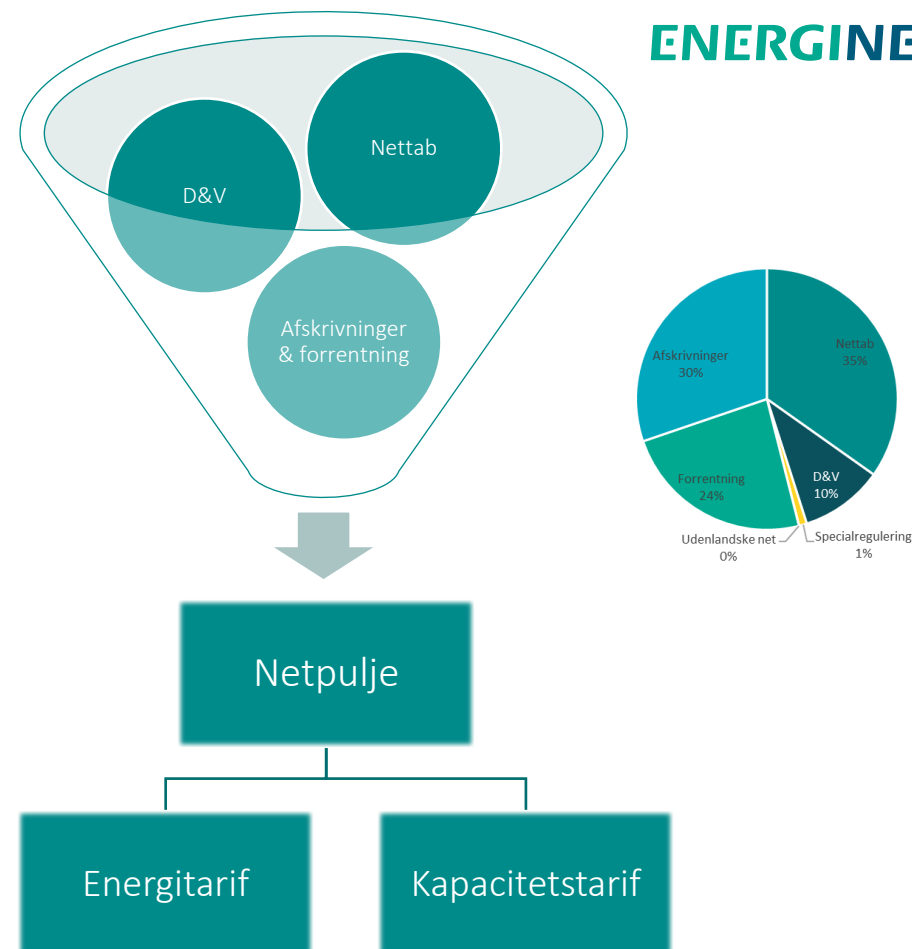 ENERGINE
Nettab
D&V
Afskrivninger
& forrentning
Nettab
35%
Afskrivninger
30%
D&V
10%
Forrentning
24%
Udenlandske net
0%
Specialregulering
1%
Netpulje
Energitarif
Kapacitetstarif